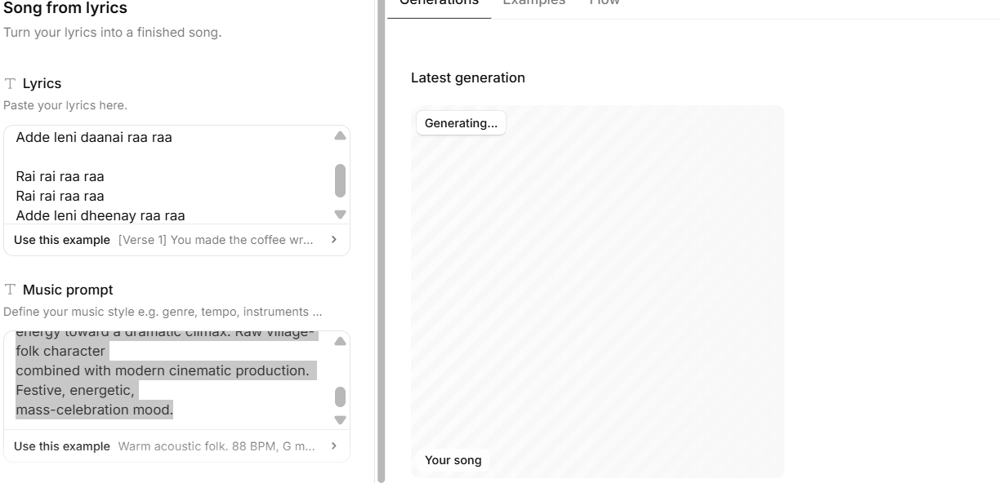 Song from lyrics
Turn your lyrics into a finished song.
Lyrics
Paste your lyrics here.
Adde leni daanai raa raa
Rai rai raa raa
Rai rai raa raa
Adde leni dheenay raa raa
Use this example [Verse 1] You made the coffee wr...
Music prompt
Define your music style e.g. genre, tempo, instruments ...
energy toward a dramatic climax. Raw village-
folk character
combined with modern cinematic production.
Festive, energetic,
mass-celebration mood.
Use this example Warm acoustic folk. 88 BPM, G m...
Generations Examples Flow
Latest generation
Generating...
Your song